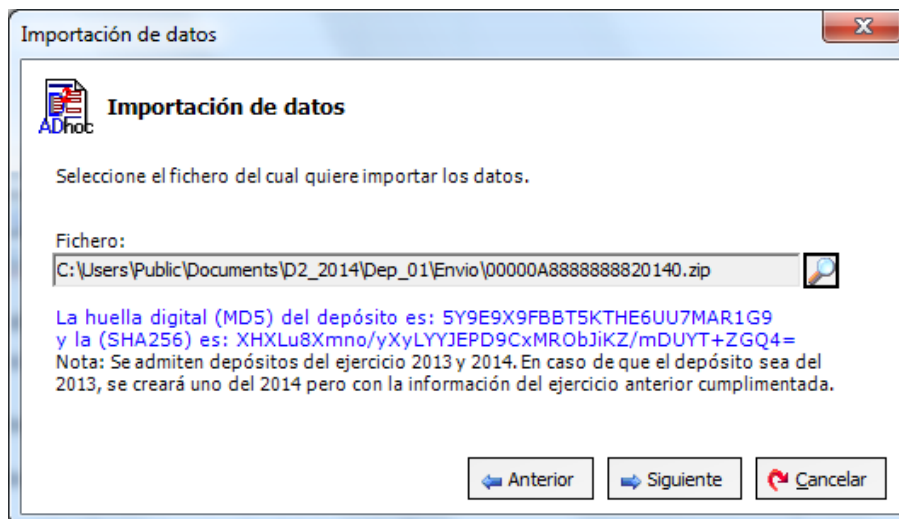 Importación de datos
X
ADhoc
Importación de datos
Seleccione el fichero del cual quiere importar los datos.
Fichero:
C:\Users\Public\Documents\D2_2014\Dep_01\Envio\00000A8888888820140.zip
La huella digital (MD5) del depósito es: 5Y9E9X9FBBT5KTHE6UU7MAR1G9
y la (SHA256) es: XHXLu8Xmno/yXyLYYJEPD9CxMRObJiKZ/mDUYT+ZGQ4=
Nota: Se admiten depósitos del ejercicio 2013 y 2014. En caso de que el depósito sea del
2013, se creará uno del 2014 pero con la información del ejercicio anterior cumplimentada.
Anterior
Siguiente
Cancelar